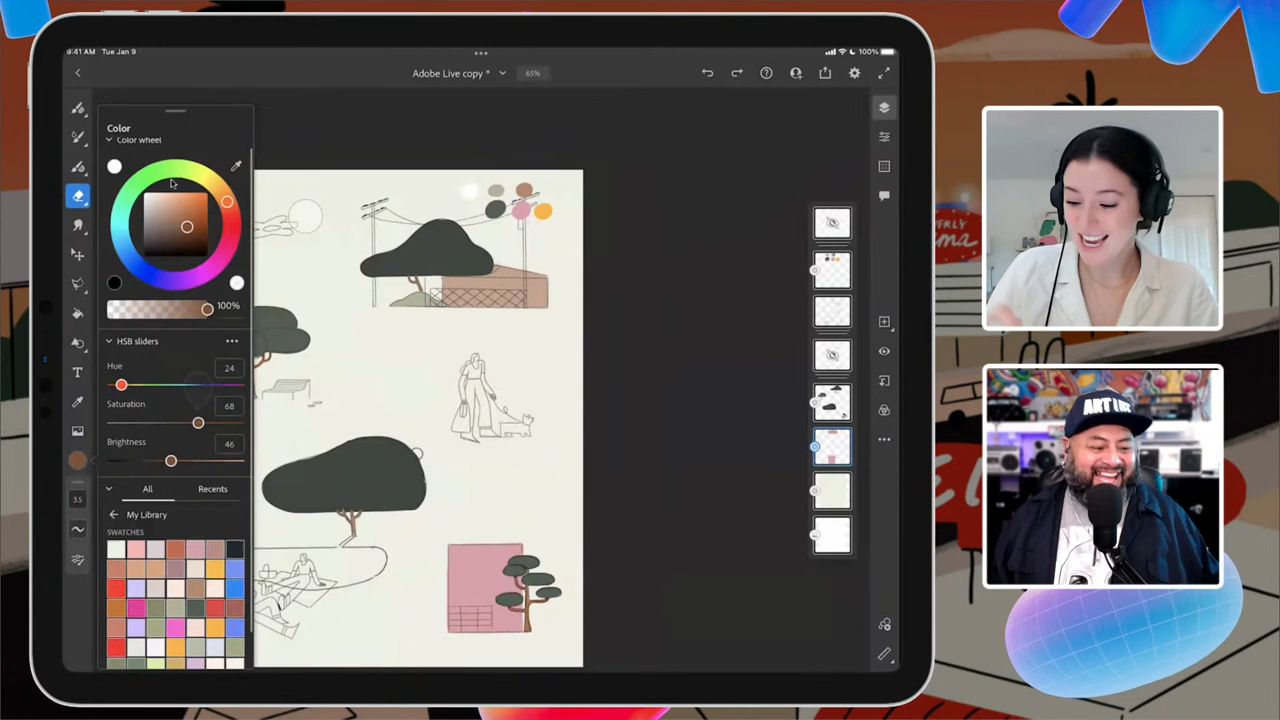 9:41 AM Tue Jan 9
100%
Adobe Live copy *
65%
Color
Color wheel
100%
HSB sliders
Hue
24
Saturation
68
Brightness
46
All
Recents
My Library
SWATCHES
T
3.5
ART LIFE